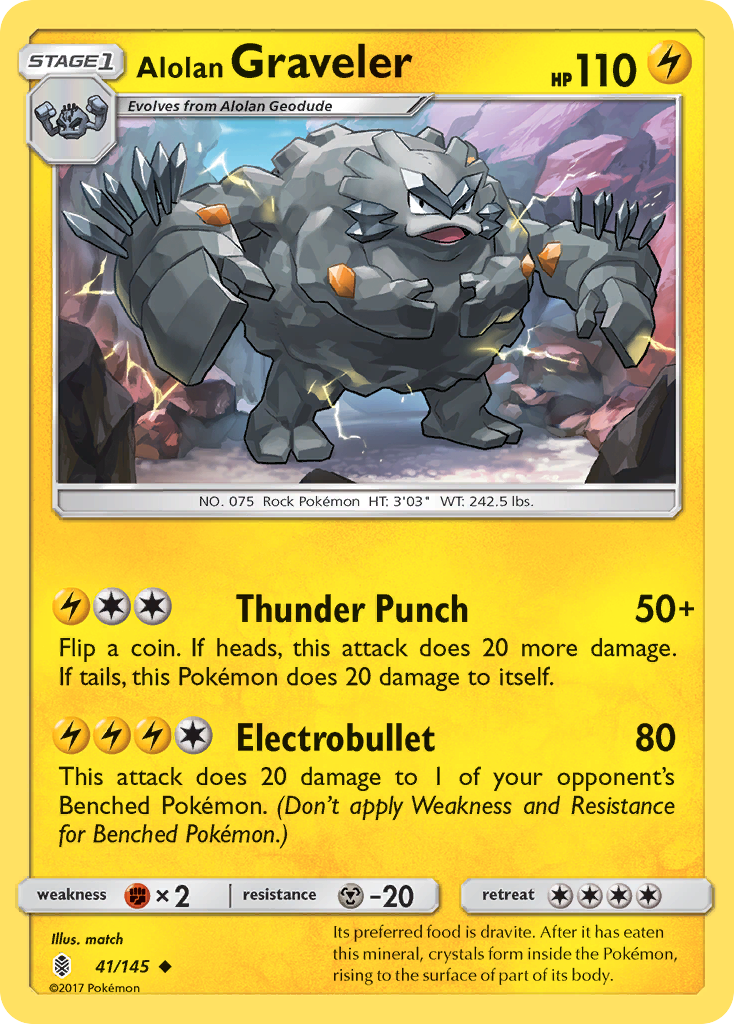 STAGE 1
Alolan Graveler
HP 110
Evolves from Alolan Geodude
NO. 075 Rock Pokémon HT: 3'03" WT: 242.5 lbs.
Thunder Punch 50+
Flip a coin. If heads, this attack does 20 more damage.
If tails, this Pokémon does 20 damage to itself.
Electrobullet 80
This attack does 20 damage to 1 of your opponent's
Benched Pokémon. (Don't apply Weakness and Resistance
for Benched Pokémon.)
weakness × 2 resistance -20 retreat
Illus. match
41/145
©2017 Pokémon
Its preferred food is dravite. After it has eaten
this mineral, crystals form inside the Pokémon,
rising to the surface of part of its body.